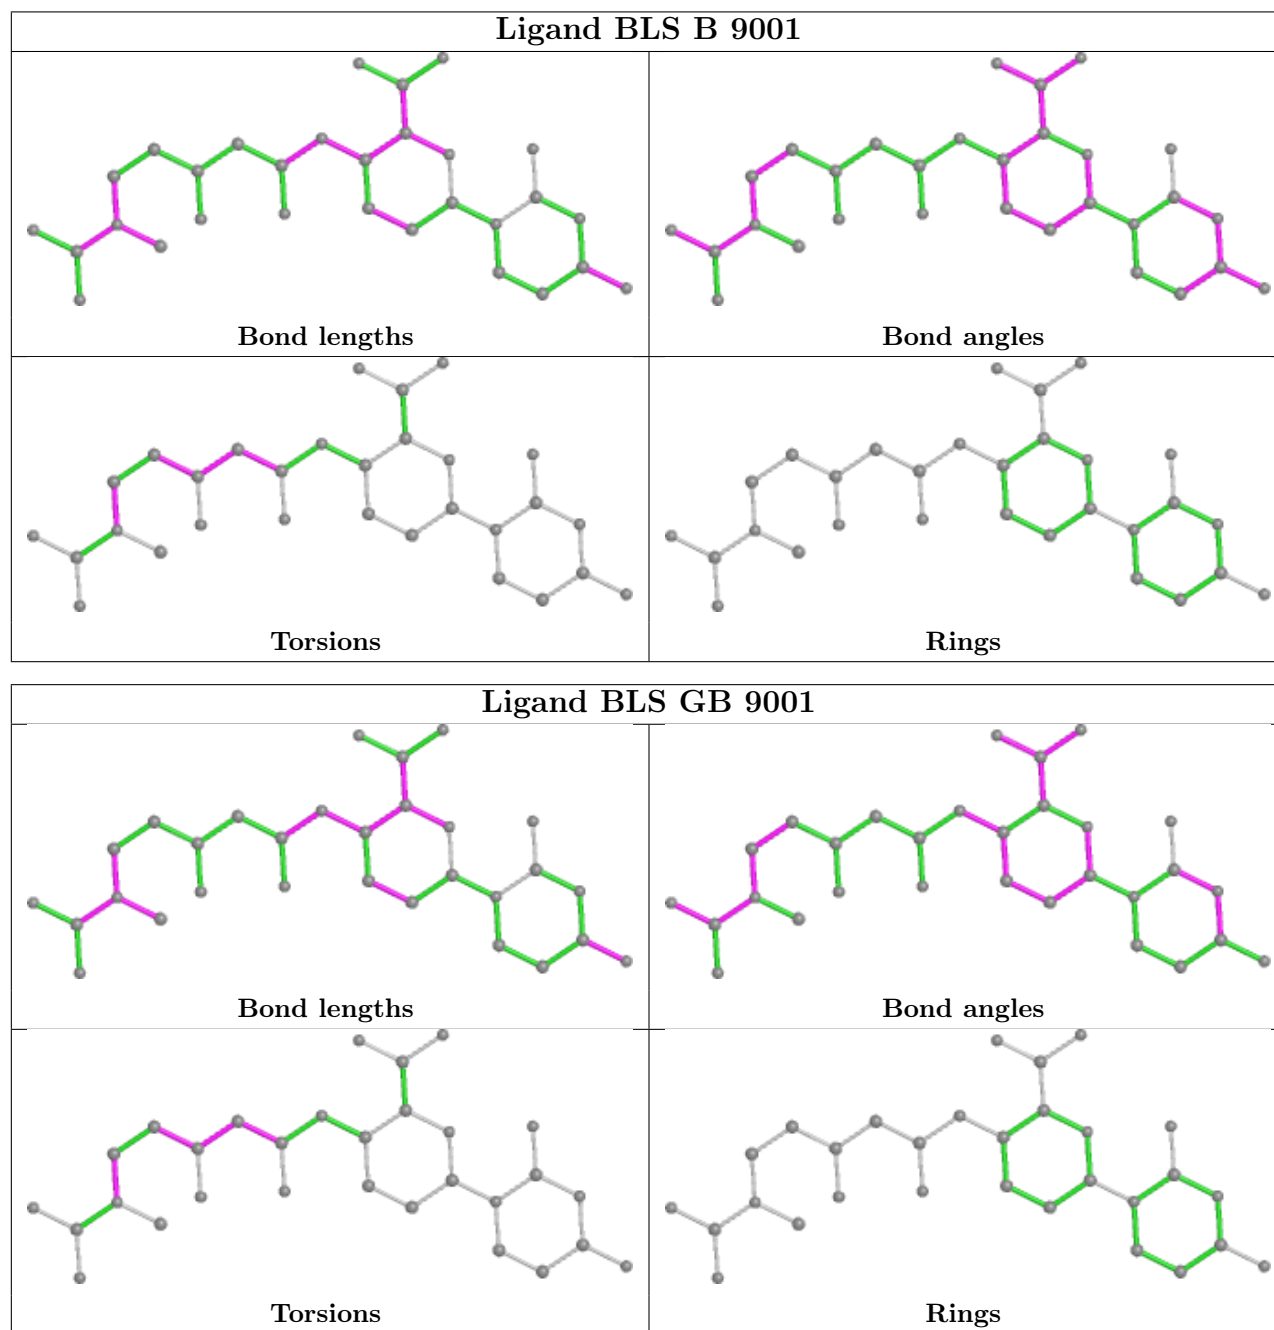 Ligand BLS B 9001
Bond lengths
Bond angles
Torsions
Rings
Ligand BLS GB 9001
Bond lengths
Bond angles
Torsions
Rings